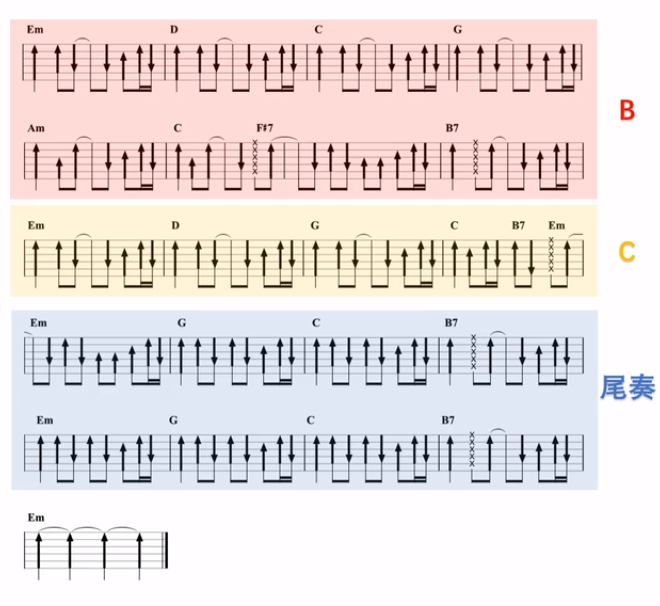 Em D C G
B
Am C F#7 B7
Em D G C B7 Em
C
Em G C B7
尾奏
Em G C B7
Em